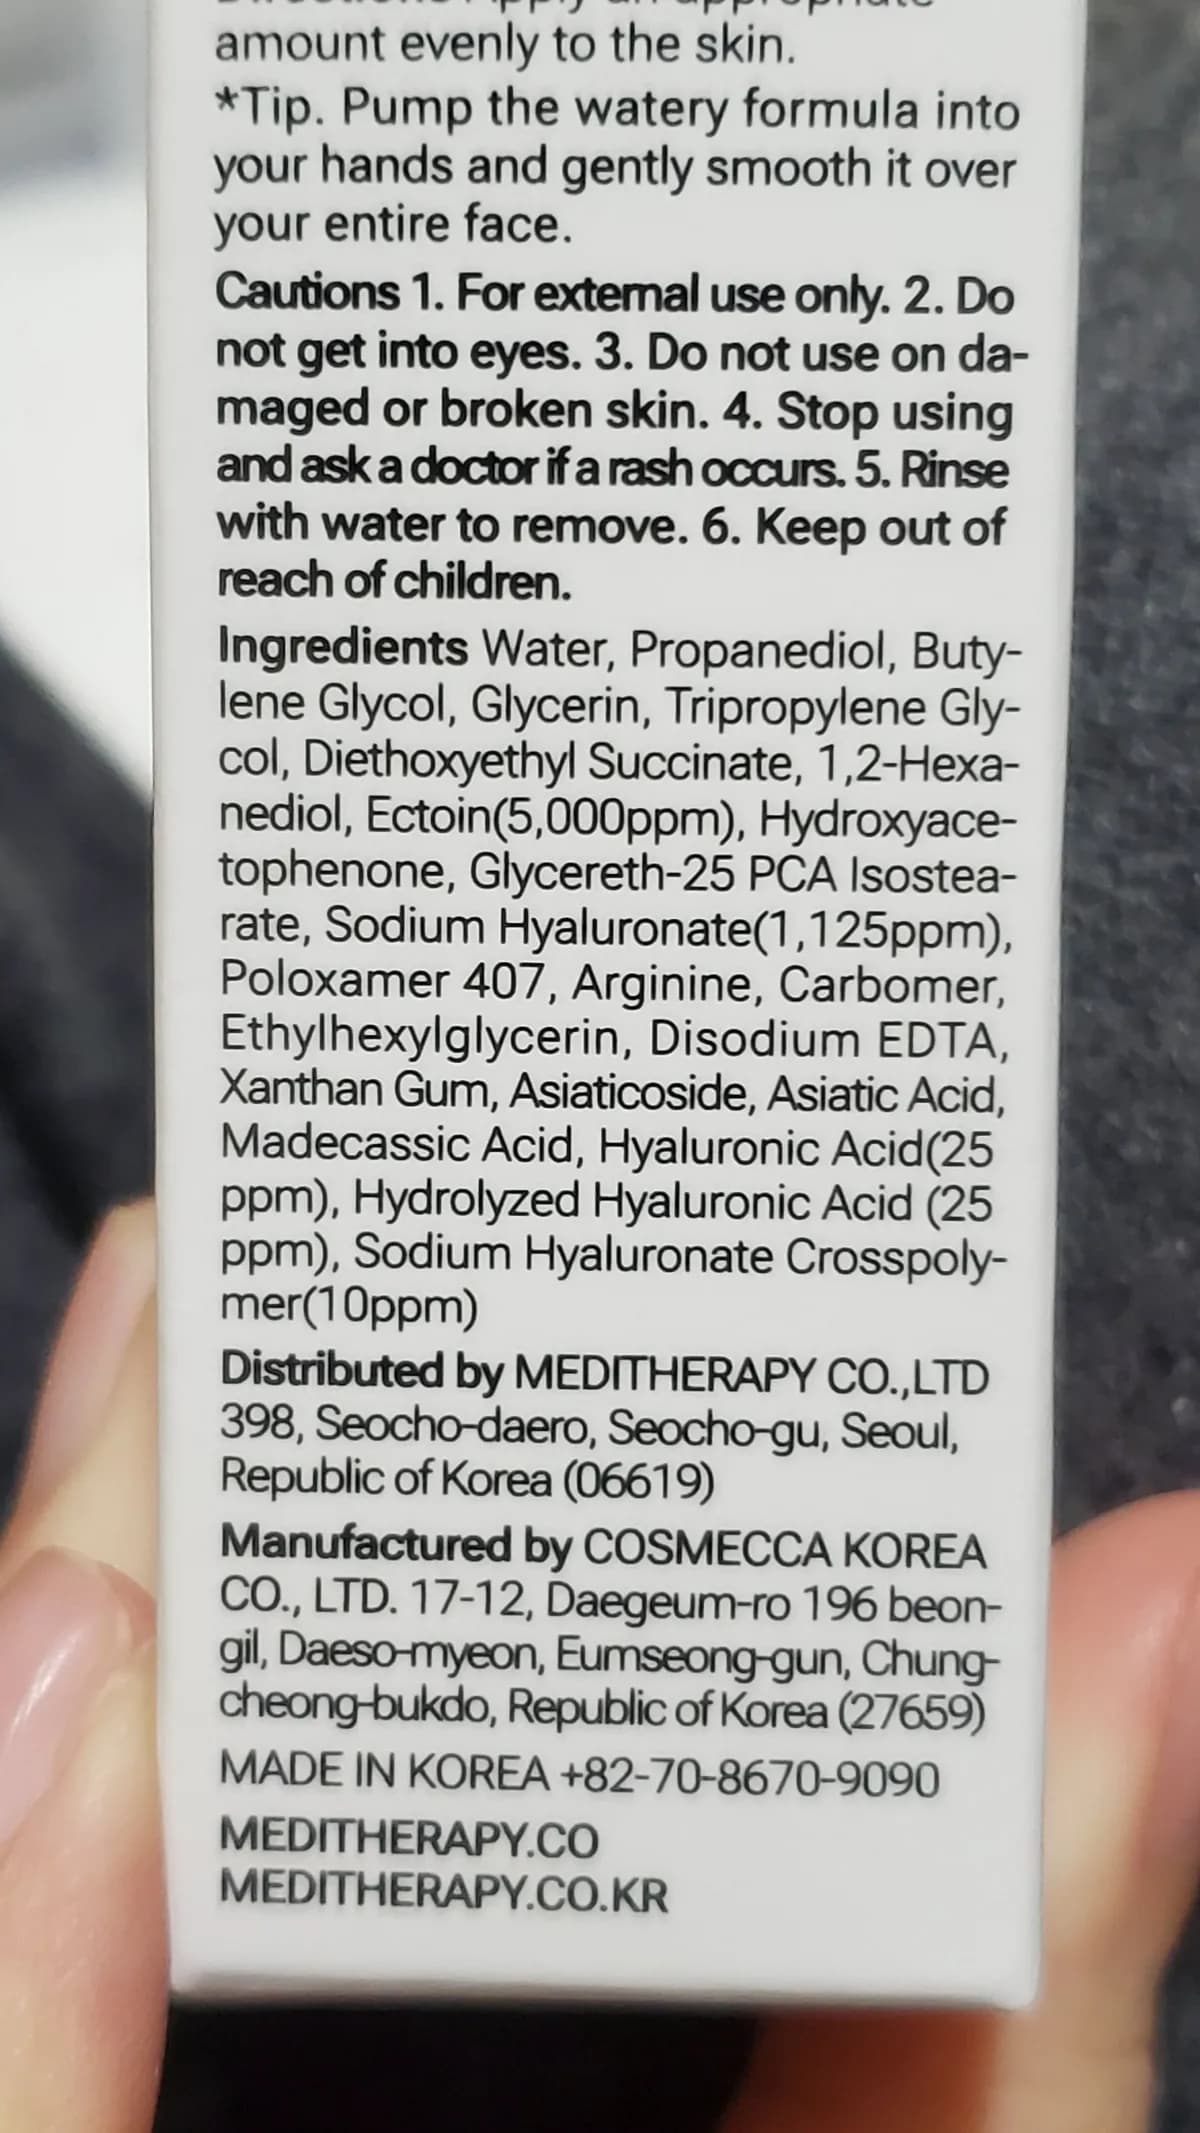 Directions Apply an appropriate
amount evenly to the skin.
*Tip. Pump the watery formula into
your hands and gently smooth it over
your entire face.
Cautions 1. For external use only. 2. Do
not get into eyes. 3. Do not use on da-
maged or broken skin. 4. Stop using
and ask a doctor if a rash occurs. 5. Rinse
with water to remove. 6. Keep out of
reach of children.
Ingredients Water, Propanediol, Buty-
lene Glycol, Glycerin, Tripropylene Gly-
col, Diethoxyethyl Succinate, 1,2-Hexa-
nediol, Ectoin(5,000ppm), Hydroxyace-
tophenone, Glycereth-25 PCA Isostea-
rate, Sodium Hyaluronate(1,125ppm),
Poloxamer 407, Arginine, Carbomer,
Ethylhexylglycerin, Disodium EDTA,
Xanthan Gum, Asiaticoside, Asiatic Acid,
Madecassic Acid, Hyaluronic Acid(25
ppm), Hydrolyzed Hyaluronic Acid (25
ppm), Sodium Hyaluronate Crosspoly-
mer(10ppm)
Distributed by MEDITHERAPY CO.,LTD
398, Seocho-daero, Seocho-gu, Seoul,
Republic of Korea (06619)
Manufactured by COSMECCA KOREA
CO., LTD. 17-12, Daegeum-ro 196 beon-
gil, Daeso-myeon, Eumseong-gun, Chung-
cheong-bukdo, Republic of Korea (27659)
MADE IN KOREA +82-70-8670-9090
MEDITHERAPY.CO
MEDITHERAPY.CO.KR